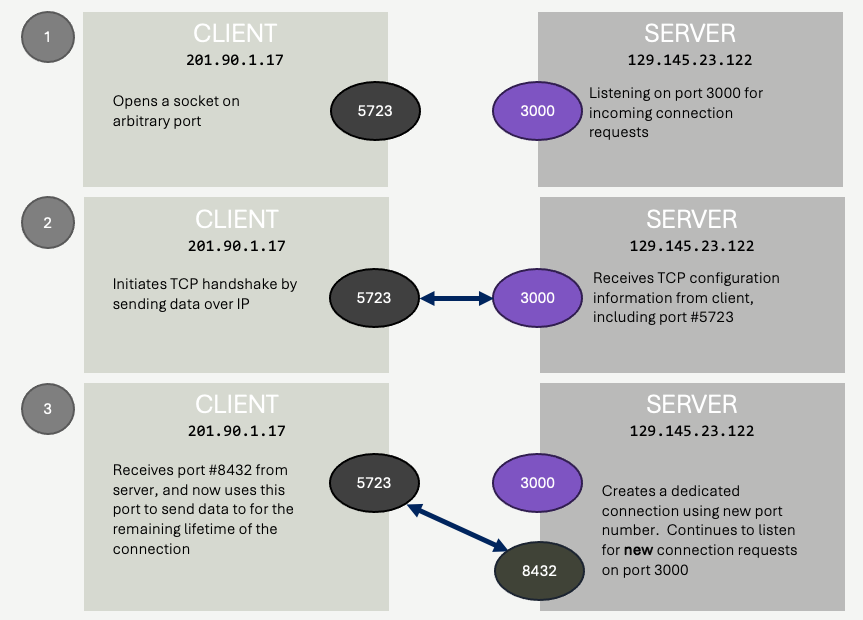 1
CLIENT
201.90.1.17
Opens a socket on
arbitrary port
5723
SERVER
129.145.23.122
3000
Listening on port 3000 for
incoming connection
requests
2
CLIENT
201.90.1.17
Initiates TCP handshake by
sending data over IP
5723
SERVER
129.145.23.122
3000
Receives TCP configuration
information from client,
including port #5723
3
CLIENT
201.90.1.17
Receives port #8432 from
server, and now uses this
port to send data to for the
remaining lifetime of the
connection
5723
SERVER
129.145.23.122
3000
Creates a dedicated
connection using new port
number.  Continues to listen
for new connection requests
on port 3000
8432